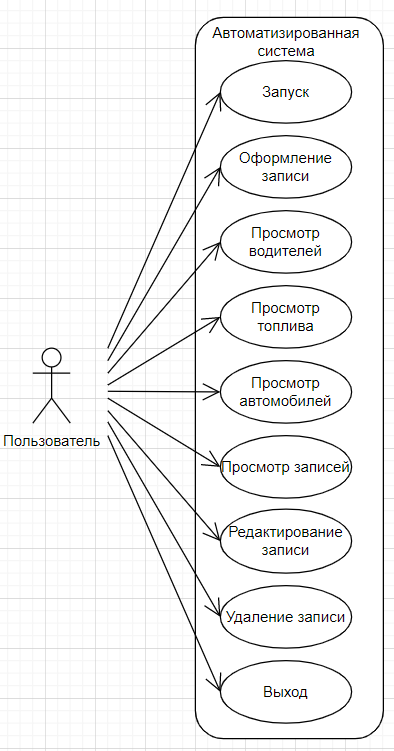 Автоматизированная
система
Запуск
Оформление
записи
Просмотр
водителей
Просмотр
топлива
Просмотр
автомобилей
Пользователь
Просмотр записей
Редактирование
записи
Удаление записи
Выход